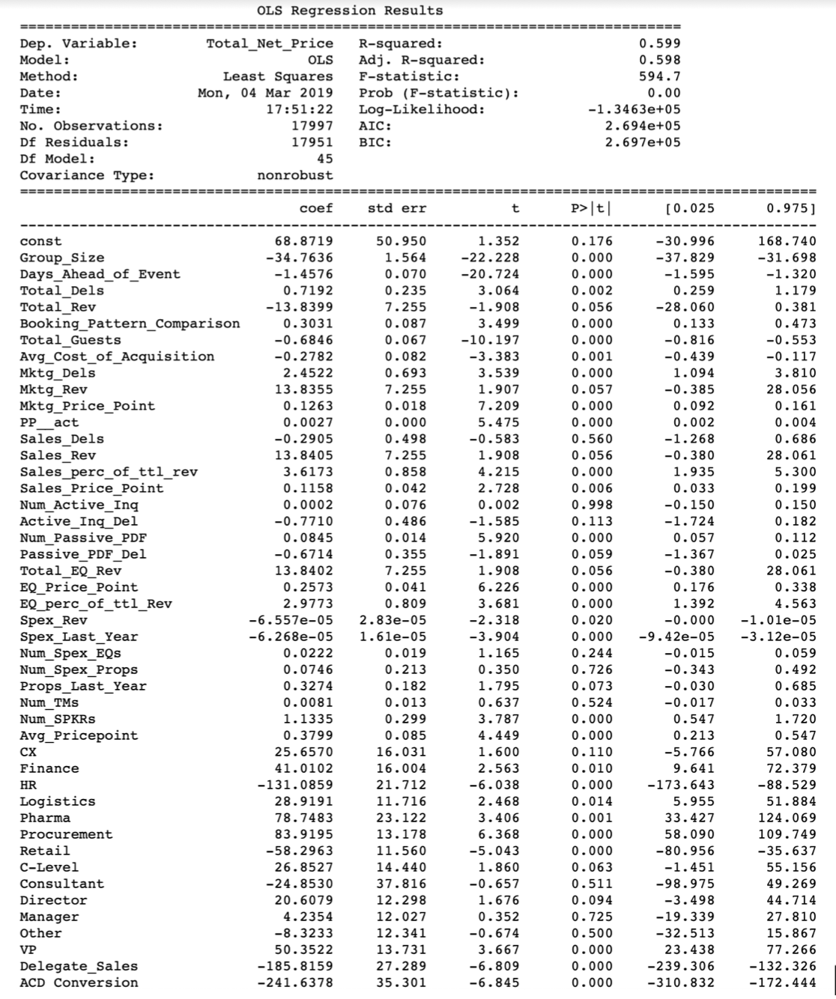 OLS Regression Results
==============================================================================
Dep. Variable: Total_Net_Price R-squared: 0.599
Model: OLS Adj. R-squared: 0.598
Method: Least Squares F-statistic: 594.7
Date: Mon, 04 Mar 2019 Prob (F-statistic): 0.00
Time: 17:51:22 Log-Likelihood: -1.3463e+05
No. Observations: 17997 AIC: 2.694e+05
Df Residuals: 17951 BIC: 2.697e+05
Df Model: 45
Covariance Type: nonrobust
==============================================================================================
coef std err t P>|t| [0.025 0.975]
----------------------------------------------------------------------------------------------
const 68.8719 50.950 1.352 0.176 -30.996 168.740
Group_Size -34.7636 1.564 -22.228 0.000 -37.829 -31.698
Days_Ahead_of_Event -1.4576 0.070 -20.724 0.000 -1.595 -1.320
Total_Dels 0.7192 0.235 3.064 0.002 0.259 1.179
Total_Rev -13.8399 7.255 -1.908 0.056 -28.060 0.381
Booking_Pattern_Comparison 0.3031 0.087 3.499 0.000 0.133 0.473
Total_Guests -0.6846 0.067 -10.197 0.000 -0.816 -0.553
Avg_Cost_of_Acquisition -0.2782 0.082 -3.383 0.001 -0.439 -0.117
Mktg_Dels 2.4522 0.693 3.539 0.000 1.094 3.810
Mktg_Rev 13.8355 7.255 1.907 0.057 -0.385 28.056
Mktg_Price_Point 0.1263 0.018 7.209 0.000 0.092 0.161
PP__act 0.0027 0.000 5.475 0.000 0.002 0.004
Sales_Dels -0.2905 0.498 -0.583 0.560 -1.268 0.686
Sales_Rev 13.8405 7.255 1.908 0.056 -0.380 28.061
Sales_perc_of_ttl_rev 3.6173 0.858 4.215 0.000 1.935 5.300
Sales_Price_Point 0.1158 0.042 2.728 0.006 0.033 0.199
Num_Active_Inq 0.0002 0.076 0.002 0.998 -0.150 0.150
Active_Inq_Del -0.7710 0.486 -1.585 0.113 -1.724 0.182
Num_Passive_PDF 0.0845 0.014 5.920 0.000 0.057 0.112
Passive_PDF_Del -0.6714 0.355 -1.891 0.059 -1.367 0.025
Total_EQ_Rev 13.8402 7.255 1.908 0.056 -0.380 28.061
EQ_Price_Point 0.2573 0.041 6.226 0.000 0.176 0.338
EQ_perc_of_ttl_Rev 2.9773 0.809 3.681 0.000 1.392 4.563
Spex_Rev -6.557e-05 2.83e-05 -2.318 0.020 -0.000 -1.01e-05
Spex_Last_Year -6.268e-05 1.61e-05 -3.904 0.000 -9.42e-05 -3.12e-05
Num_Spex_EQs 0.0222 0.019 1.165 0.244 -0.015 0.059
Num_Spex_Props 0.0746 0.213 0.350 0.726 -0.343 0.492
Props_Last_Year 0.3274 0.182 1.795 0.073 -0.030 0.685
Num_TMs 0.0081 0.013 0.637 0.524 -0.017 0.033
Num_SPKRs 1.1335 0.299 3.787 0.000 0.547 1.720
Avg_Pricepoint 0.3799 0.085 4.449 0.000 0.213 0.547
CX 25.6570 16.031 1.600 0.110 -5.766 57.080
Finance 41.0102 16.004 2.563 0.010 9.641 72.379
HR -131.0859 21.712 -6.038 0.000 -173.643 -88.529
Logistics 28.9191 11.716 2.468 0.014 5.955 51.884
Pharma 78.7483 23.122 3.406 0.001 33.427 124.069
Procurement 83.9195 13.178 6.368 0.000 58.090 109.749
Retail -58.2963 11.560 -5.043 0.000 -80.956 -35.637
C-Level 26.8527 14.440 1.860 0.063 -1.451 55.156
Consultant -24.8530 37.816 -0.657 0.511 -98.975 49.269
Director 20.6079 12.298 1.676 0.094 -3.498 44.714
Manager 4.2354 12.027 0.352 0.725 -19.339 27.810
Other -8.3233 12.341 -0.674 0.500 -32.513 15.867
VP 50.3522 13.731 3.667 0.000 23.438 77.266
Delegate_Sales -185.8159 27.289 -6.809 0.000 -239.306 -132.326
ACD Conversion -241.6378 35.301 -6.845 0.000 -310.832 -172.444